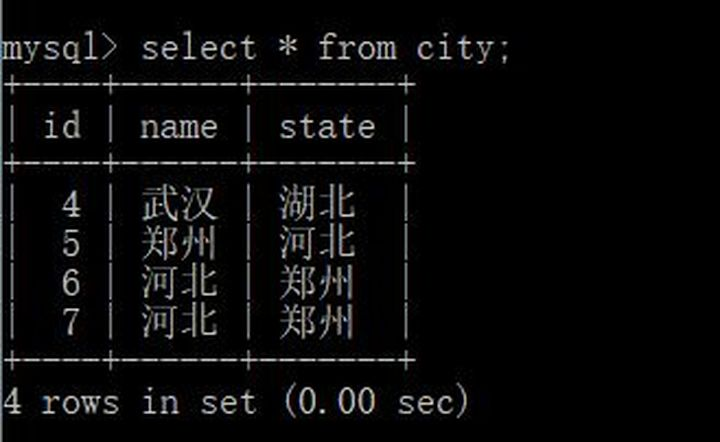 mysql> select * from city;
+----+------+-------+
| id | name | state |
+----+------+-------+
| 4 | 武汉 | 湖北 |
| 5 | 郑州 | 河北 |
| 6 | 河北 | 郑州 |
| 7 | 河北 | 郑州 |
+----+------+-------+
4 rows in set (0.00 sec)